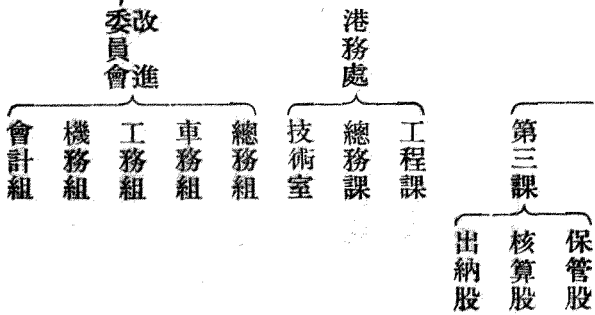 第三課
保管股
核算股
出納股
港務處
工程課
總務課
技術室
改進
委員會
總務組
車務組
工務組
機務組
會計組